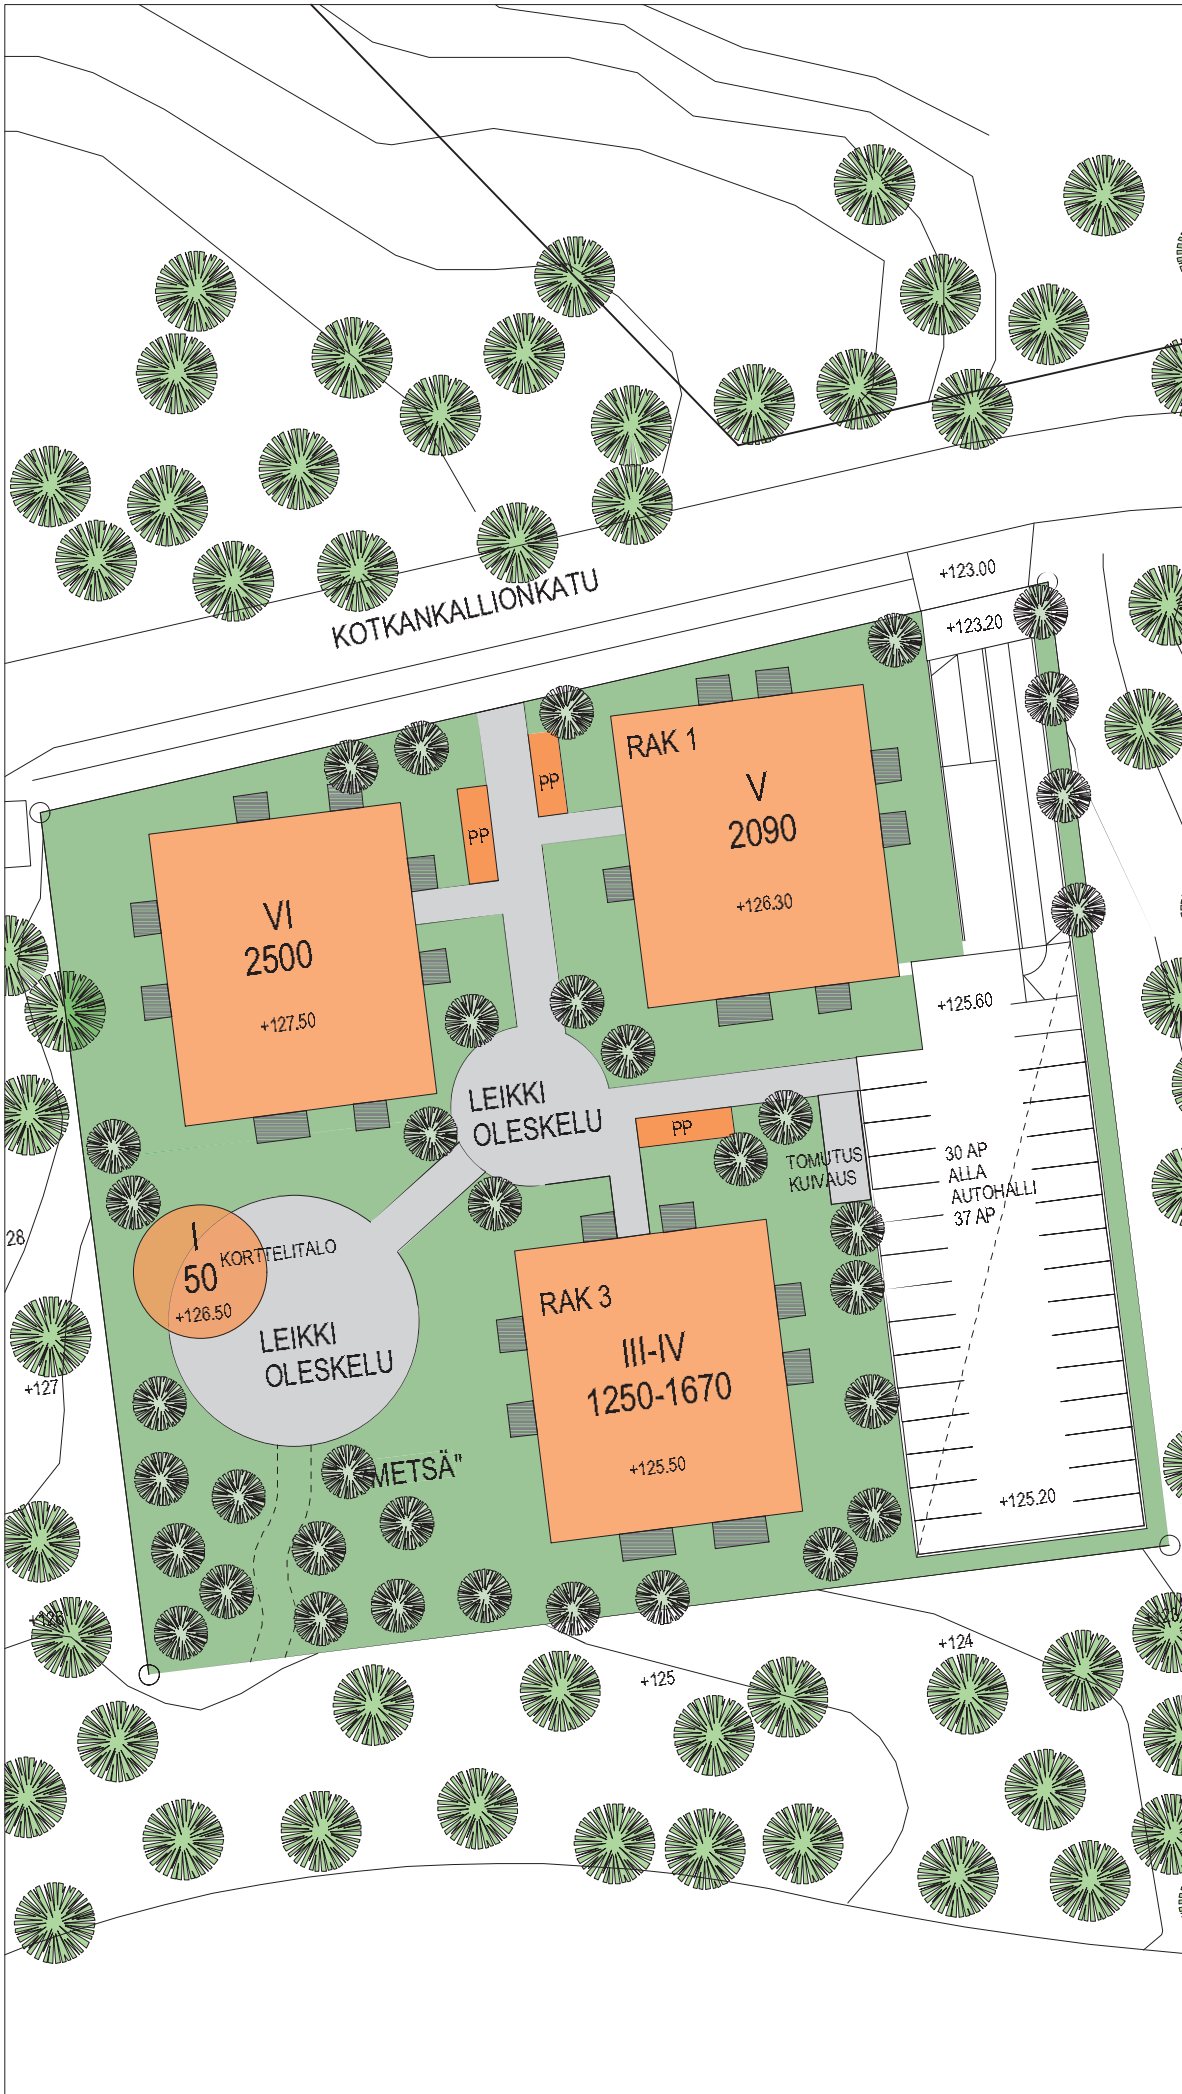 KOTKANKALLIONKATU
+123.00
+123.20
RAK 1
V
2090
+126.30
PP
PP
VI
2500
+127.50
+125.60
LEIKKI
OLESKELU
PP
TOMUTUS
KUIVAUS
30 AP
ALLA
AUTOHALLI
37 AP
28
I
50
KORTTELITALO
+126.50
LEIKKI
OLESKELU
RAK 3
III-IV
1250-1670
+125.50
+127
METSÄ"
+125.20
+126
+124
+125